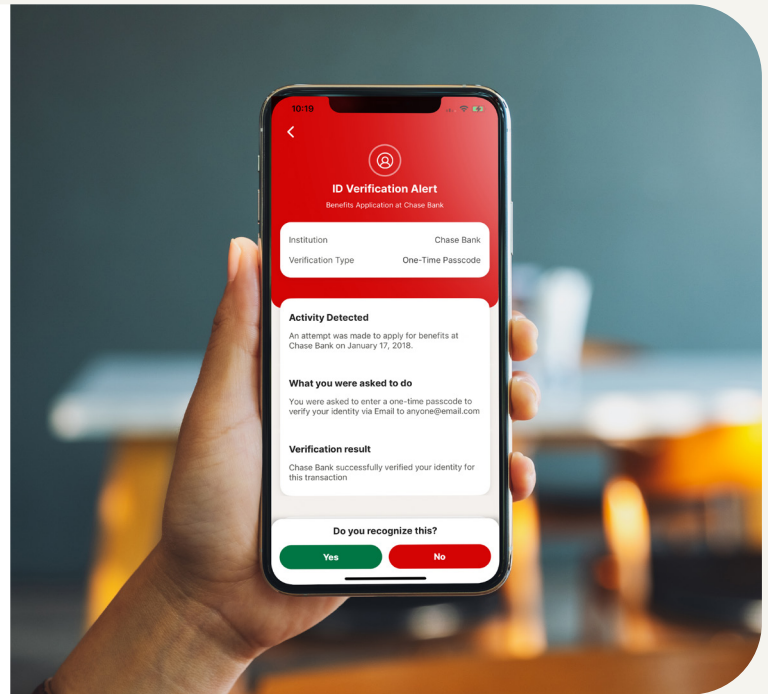 10:19
ID Verification Alert
Benefits Application at Chase Bank
Institution Chase Bank
Verification Type One-Time Passcode
Activity Detected
An attempt was made to apply for benefits at
Chase Bank on January 17, 2018.
What you were asked to do
You were asked to enter a one-time passcode to
verify your identity via Email to anyone@email.com
Verification result
Chase Bank successfully verified your identity for
this transaction
Do you recognize this?
Yes No